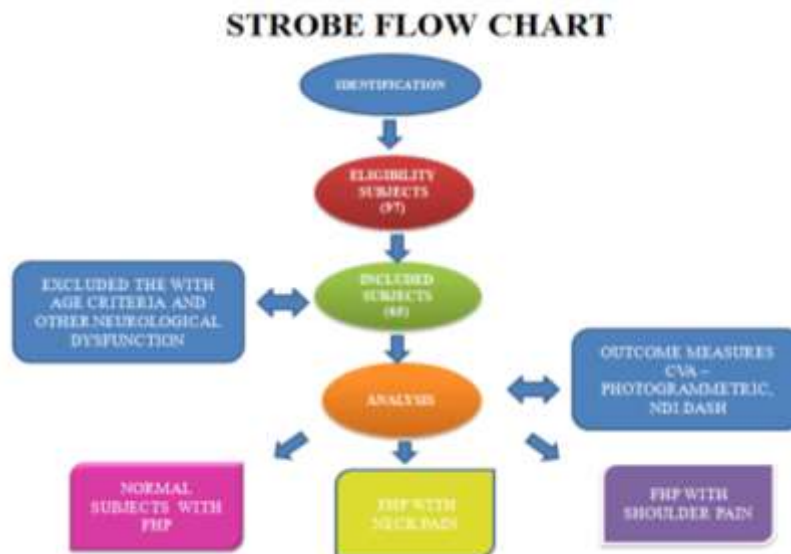 STROBE FLOW CHART
IDENTIFICATION
ELIGIBILITY
SUBJECTS
(97)
EXCLUDED THE WITH
AGE CRITERIA AND
OTHER NEUROLOGICAL
DYSFUNCTION
INCLUDED
SUBJECTS
OUTCOME MEASURES
CVA –
PHOTOGRAMMETRIC,
NDI DASH
ANALYSIS
NORMAL
SUBJECTS WITH
FHP
FHP WITH
NECK PAIN
FHP WITH
SHOULDER PAIN